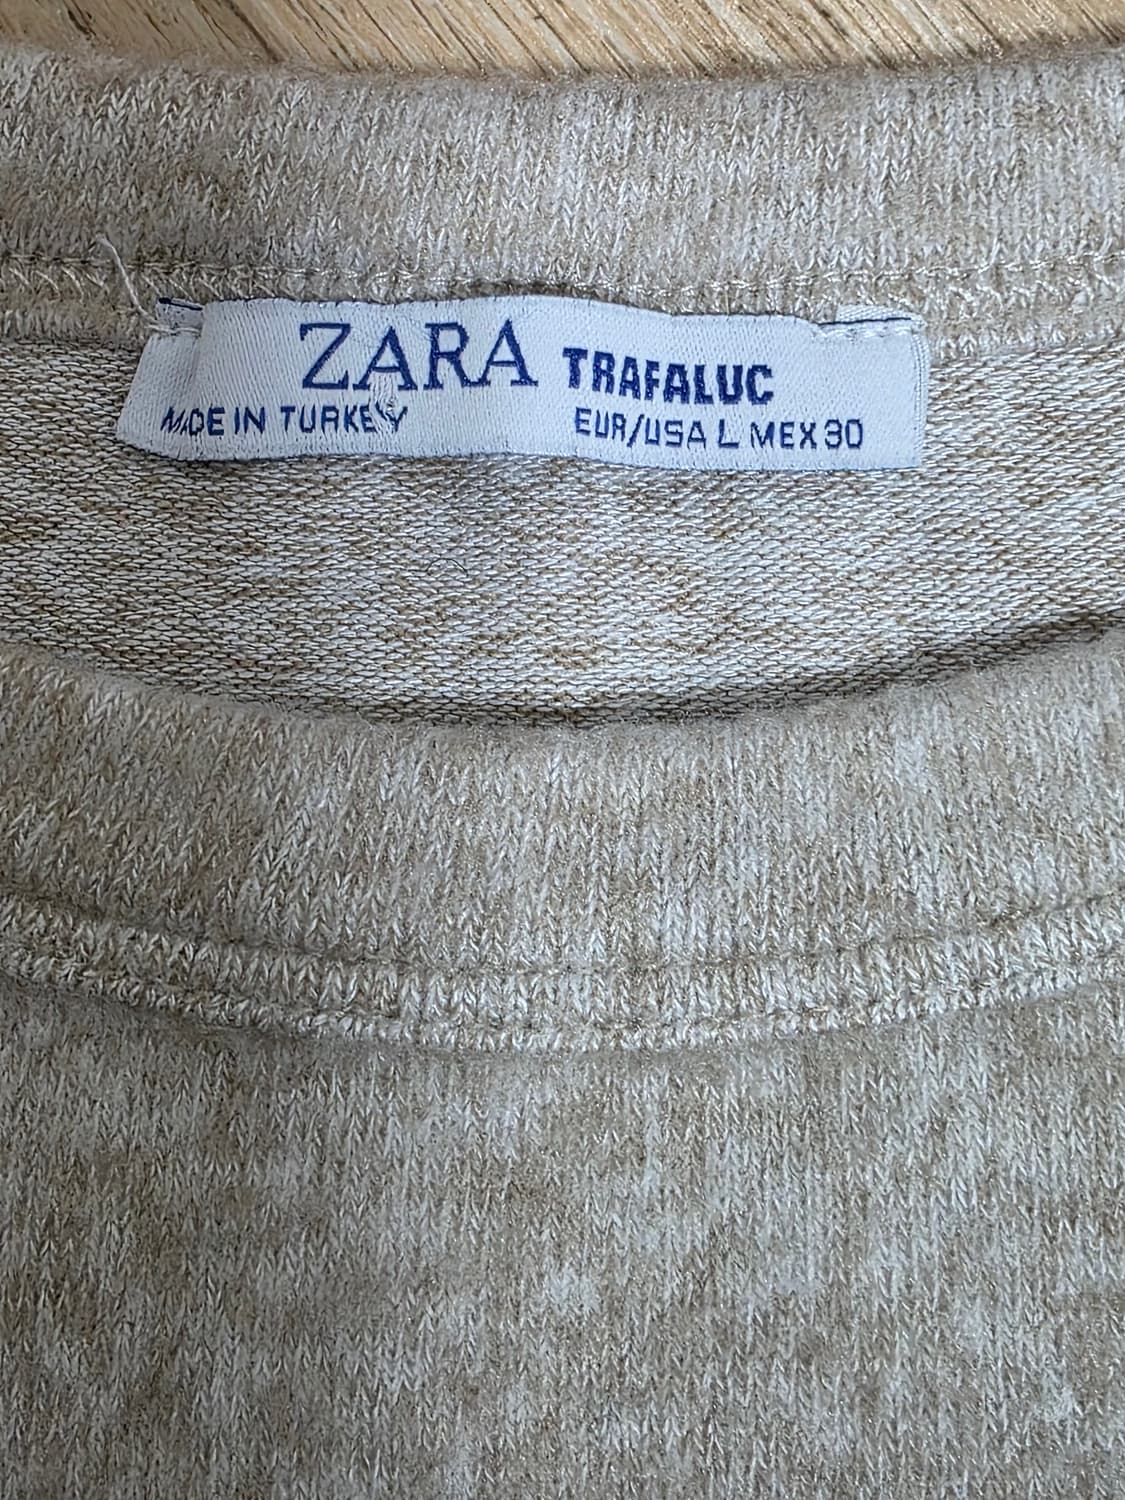 ZARA TRAFALUC
MADE IN TURKEY EUR/USA L MEX 30